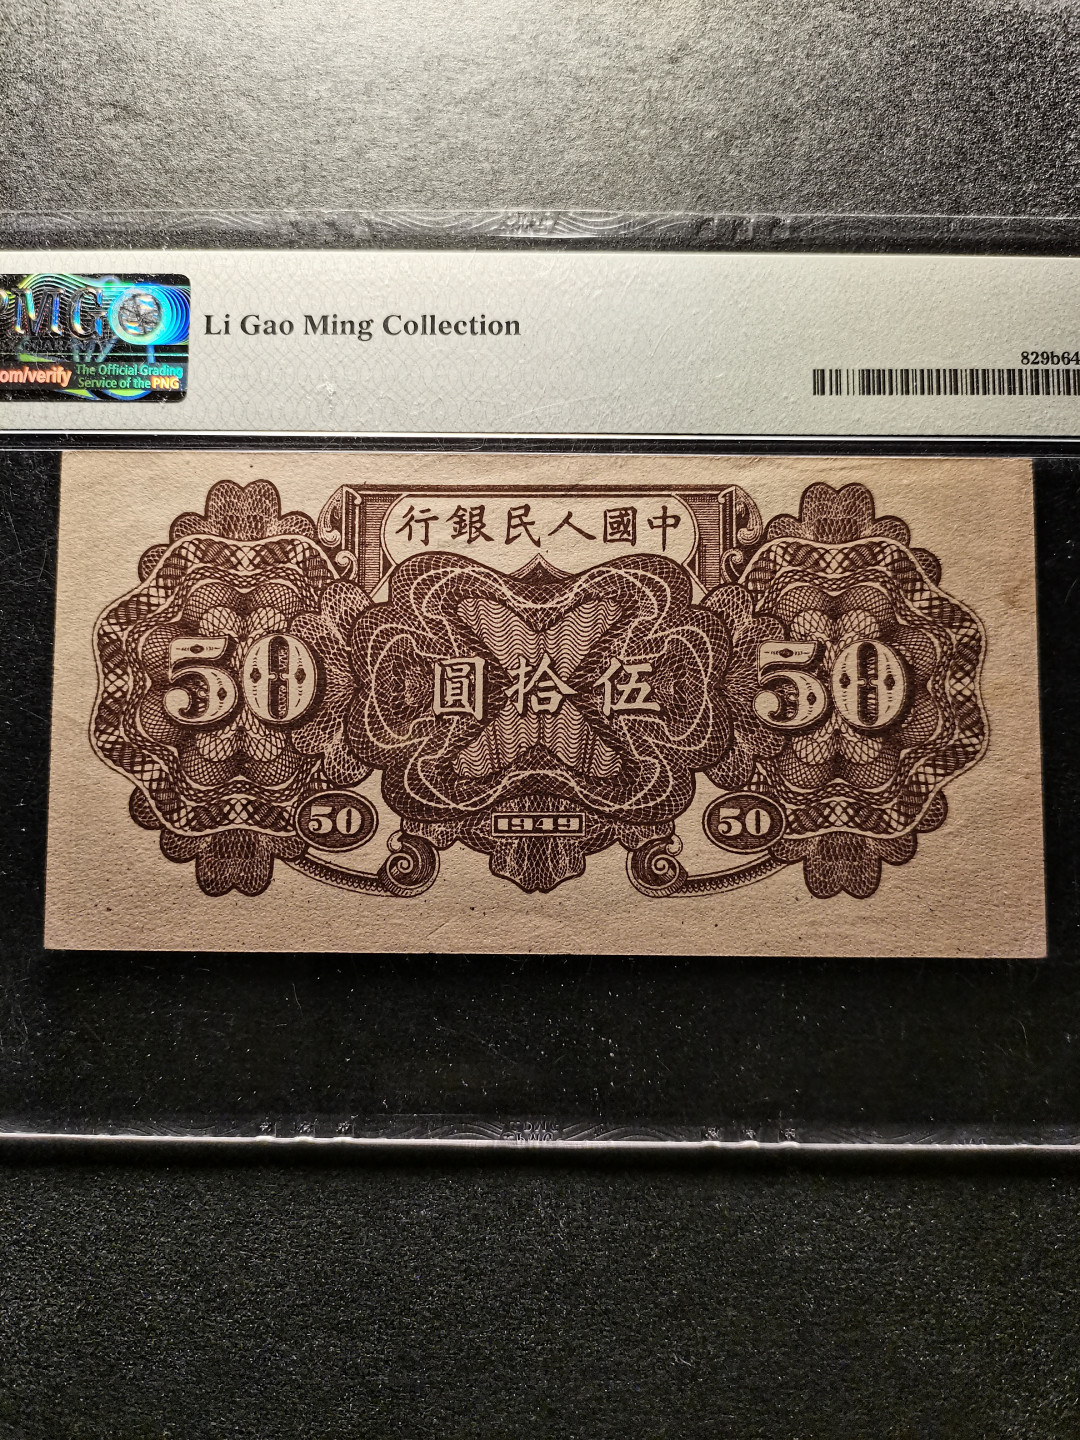 PMG
Li Gao Ming Collection
om/verify
The Official Grading
Service of the PNG
829b64
行銀民人國中
50
圓拾伍
50
50
1949
50